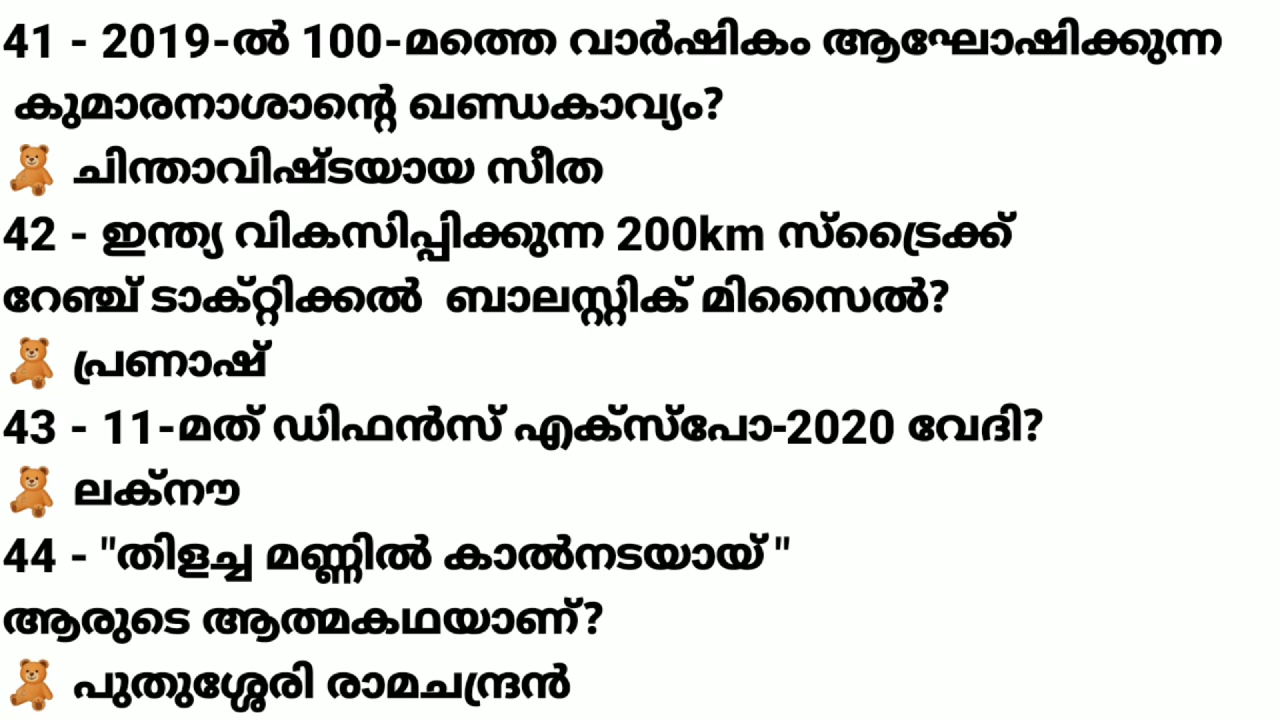 41 - 2019-ൽ 100-മത്തെ വാർഷികം ആഘോഷിക്കുന്ന
കുമാരനാശാന്റെ ഖണ്ഡകാവ്യം?
🧸 ചിന്താവിഷ്ടയായ സീത
42 - ഇന്ത്യ വികസിപ്പിക്കുന്ന 200km സ്ട്രൈക്ക്
റേഞ്ച് ടാക്റ്റിക്കൽ ബാലസ്റ്റിക് മിസൈൽ?
🧸 പ്രണാഷ്
43 - 11-മത് ഡിഫൻസ് എക്സ്പോ-2020 വേദി?
🧸 ലക്നൗ
44 - "തിളച്ച മണ്ണിൽ കാൽനടയായ് "
ആരുടെ ആത്മകഥയാണ്?
🧸 പുതുശ്ശേരി രാമചന്ദ്രൻ